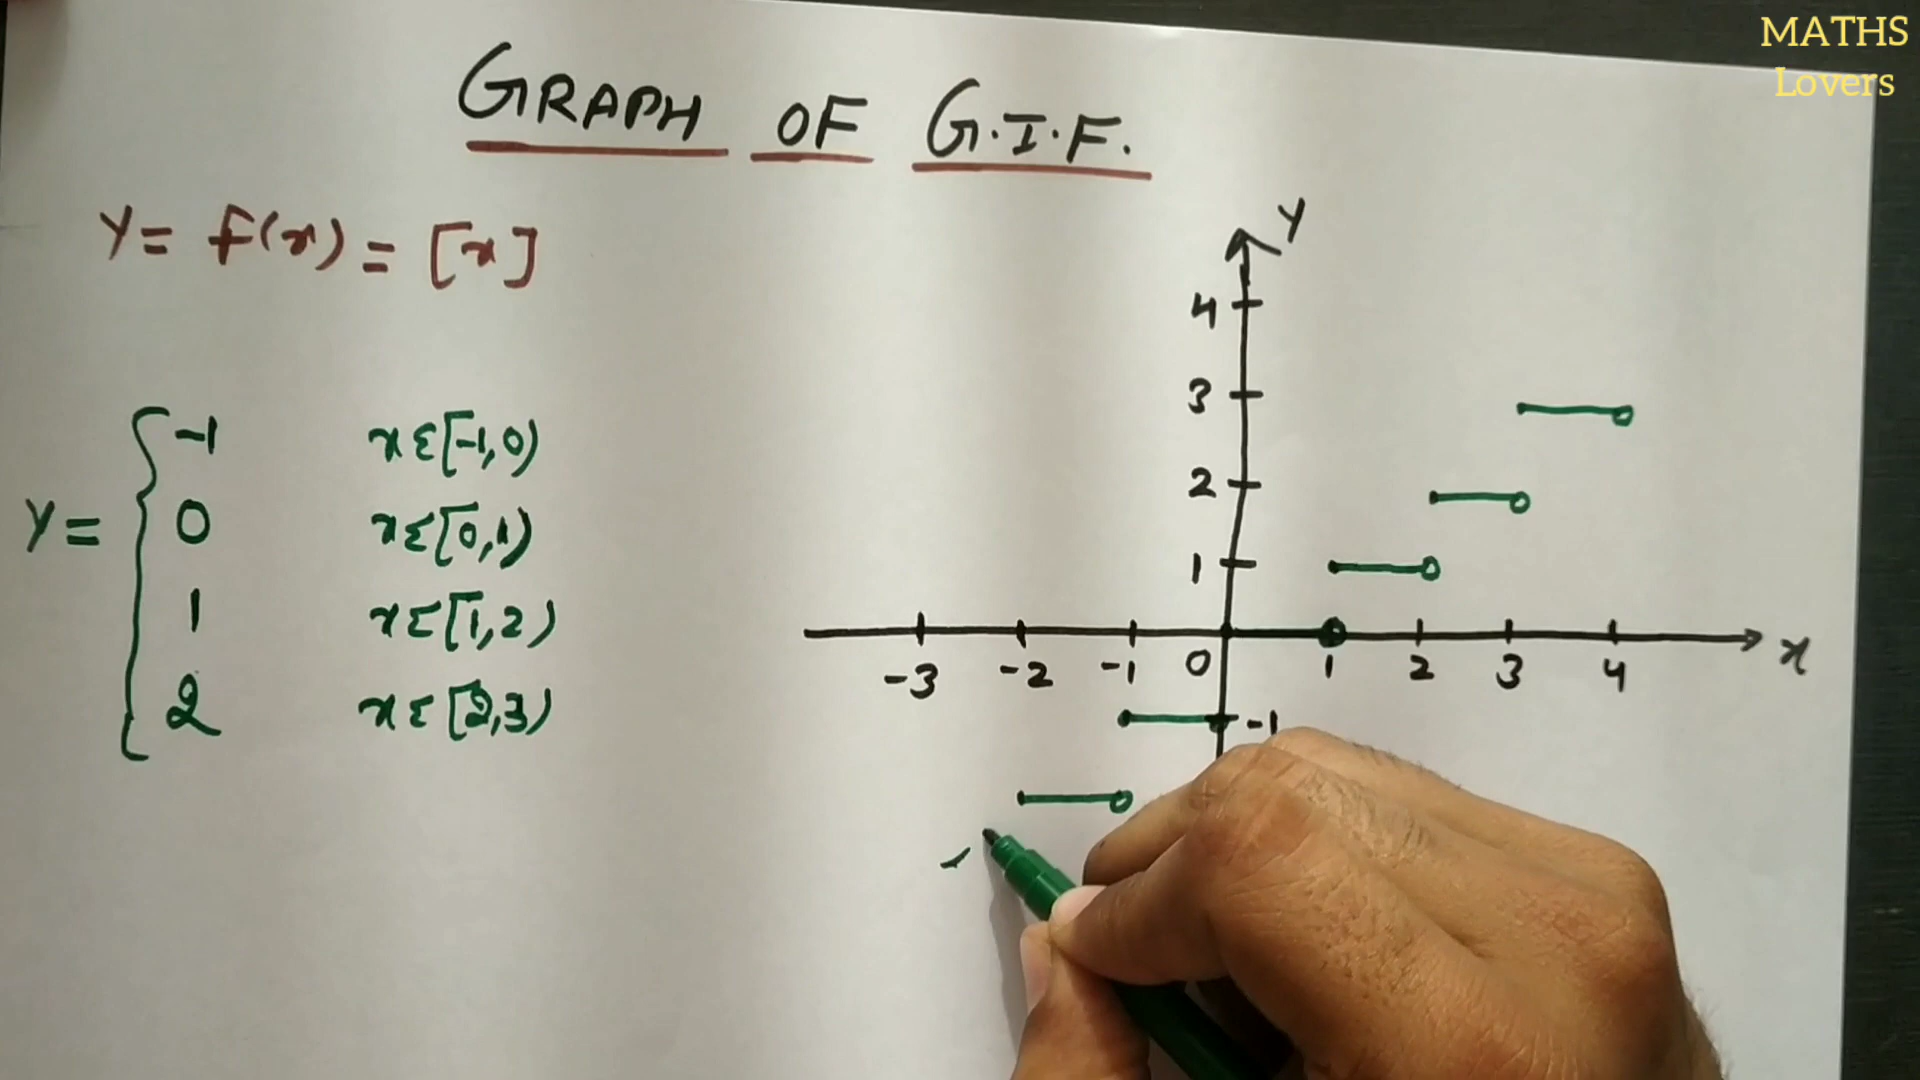 MATHS
Lovers
GRAPH OF G.I.F.
Y = f(x) = [x]
Y =
-1 x ∈ [-1,0)
0 x ∈ [0,1)
1 x ∈ [1,2)
2 x ∈ [2,3)
Y
4
3
2
1
-3 -2 -1 0 1 2 3 4 x
-1